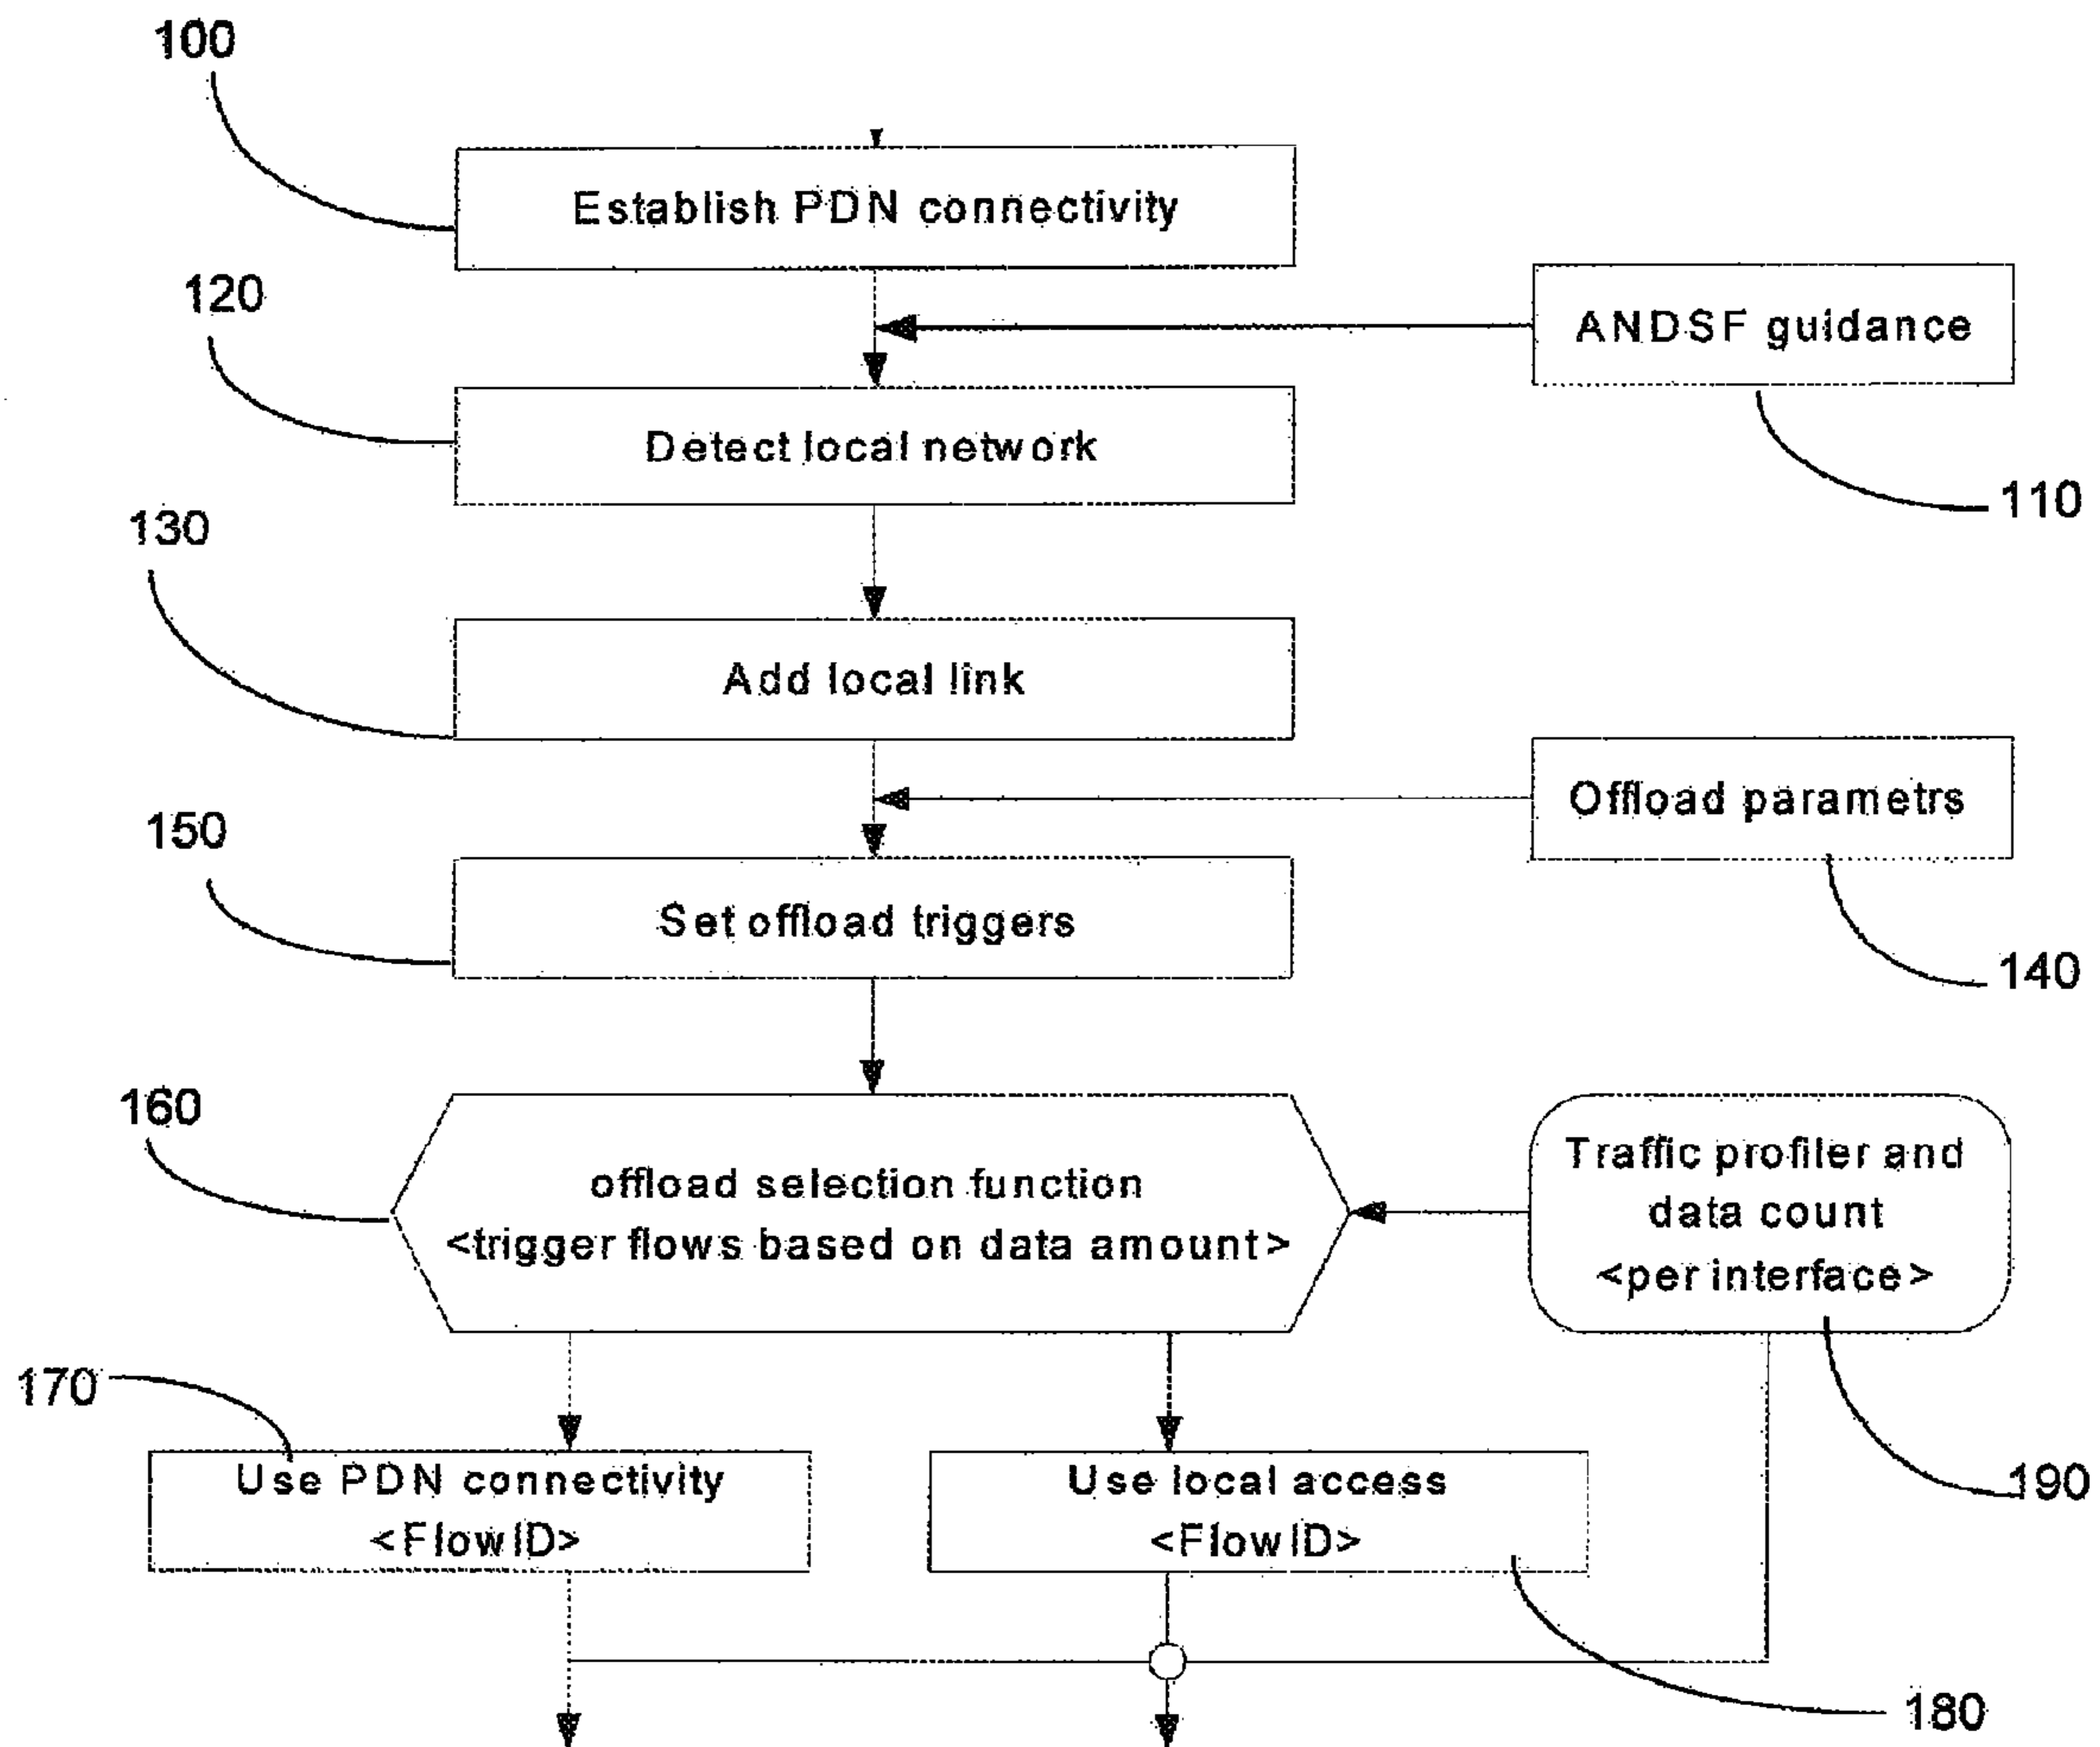 100
Establish PDN connectivity
120
ANDSF guidance
Detect local network
110
130
Add local link
Offload parametrs
150
Set offload triggers
140
160
offload selection function
<trigger flows based on data amount>
Traffic profiler and
data count
<per interface>
170
Use PDN connectivity
<FlowID>
Use local access
<FlowID>
190
180